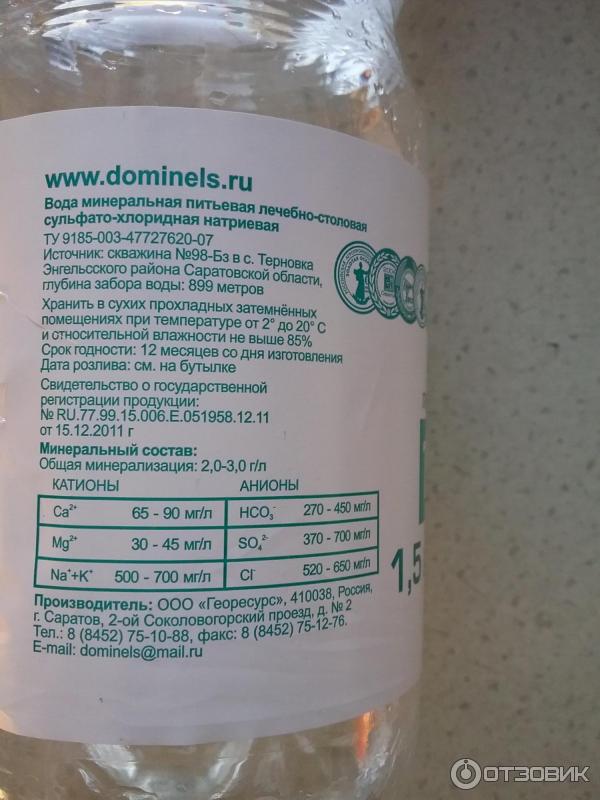 www.dominels.ru
Вода минеральная питьевая лечебно-столовая
сульфато-хлоридная натриевая
ТУ 9185-003-47727620-07
Источник: скважина №98-Бз в с. Терновка
Энгельсского района Саратовской области,
глубина забора воды: 899 метров
Хранить в сухих прохладных затемнённых
помещениях при температуре от 2° до 20° С
и относительной влажности не выше 85%
Срок годности: 12 месяцев со дня изготовления
Дата розлива: см. на бутылке
Свидетельство о государственной
регистрации продукции:
№ RU.77.99.15.006.Е.051958.12.11
от 15.12.2011 г
Минеральный состав:
Общая минерализация: 2,0-3,0 г/л
КАТИОНЫ АНИОНЫ
Ca²⁺ 65 - 90 мг/л HCO₃⁻ 270 - 450 мг/л
Mg²⁺ 30 - 45 мг/л SO₄²⁻ 370 - 700 мг/л
Na⁺+K⁺ 500 - 700 мг/л Cl⁻ 520 - 650 мг/л
1,5
Производитель: ООО «Георесурс», 410038, Россия,
г. Саратов, 2-ой Соколовогорский проезд, д. № 2
Тел.: 8 (8452) 75-10-88, факс: 8 (8452) 75-12-76.
E-mail: dominels@mail.ru
ОТЗОВИК